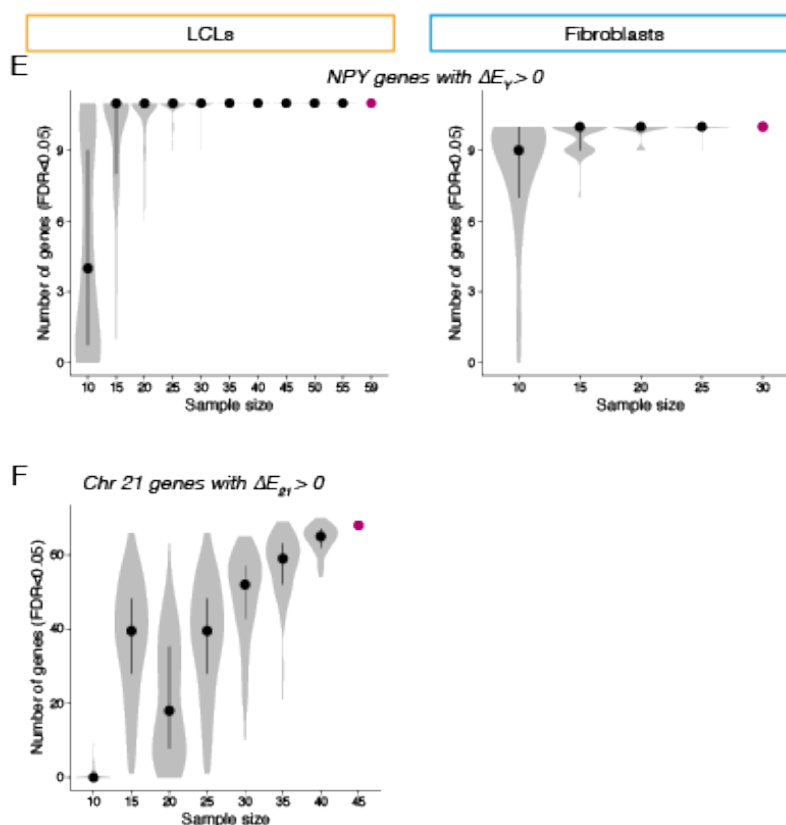 LCLs
Fibroblasts
E
NPY genes with ΔE_Y > 0
Number of genes (FDR<0.05)
9
6
3
0
10 15 20 25 30 35 40 45 50 55 59
Sample size
Number of genes (FDR<0.05)
9
6
3
0
10 15 20 25 30
Sample size
F
Chr 21 genes with ΔE_21 > 0
Number of genes (FDR<0.05)
60
40
20
0
10 15 20 25 30 35 40 45
Sample size